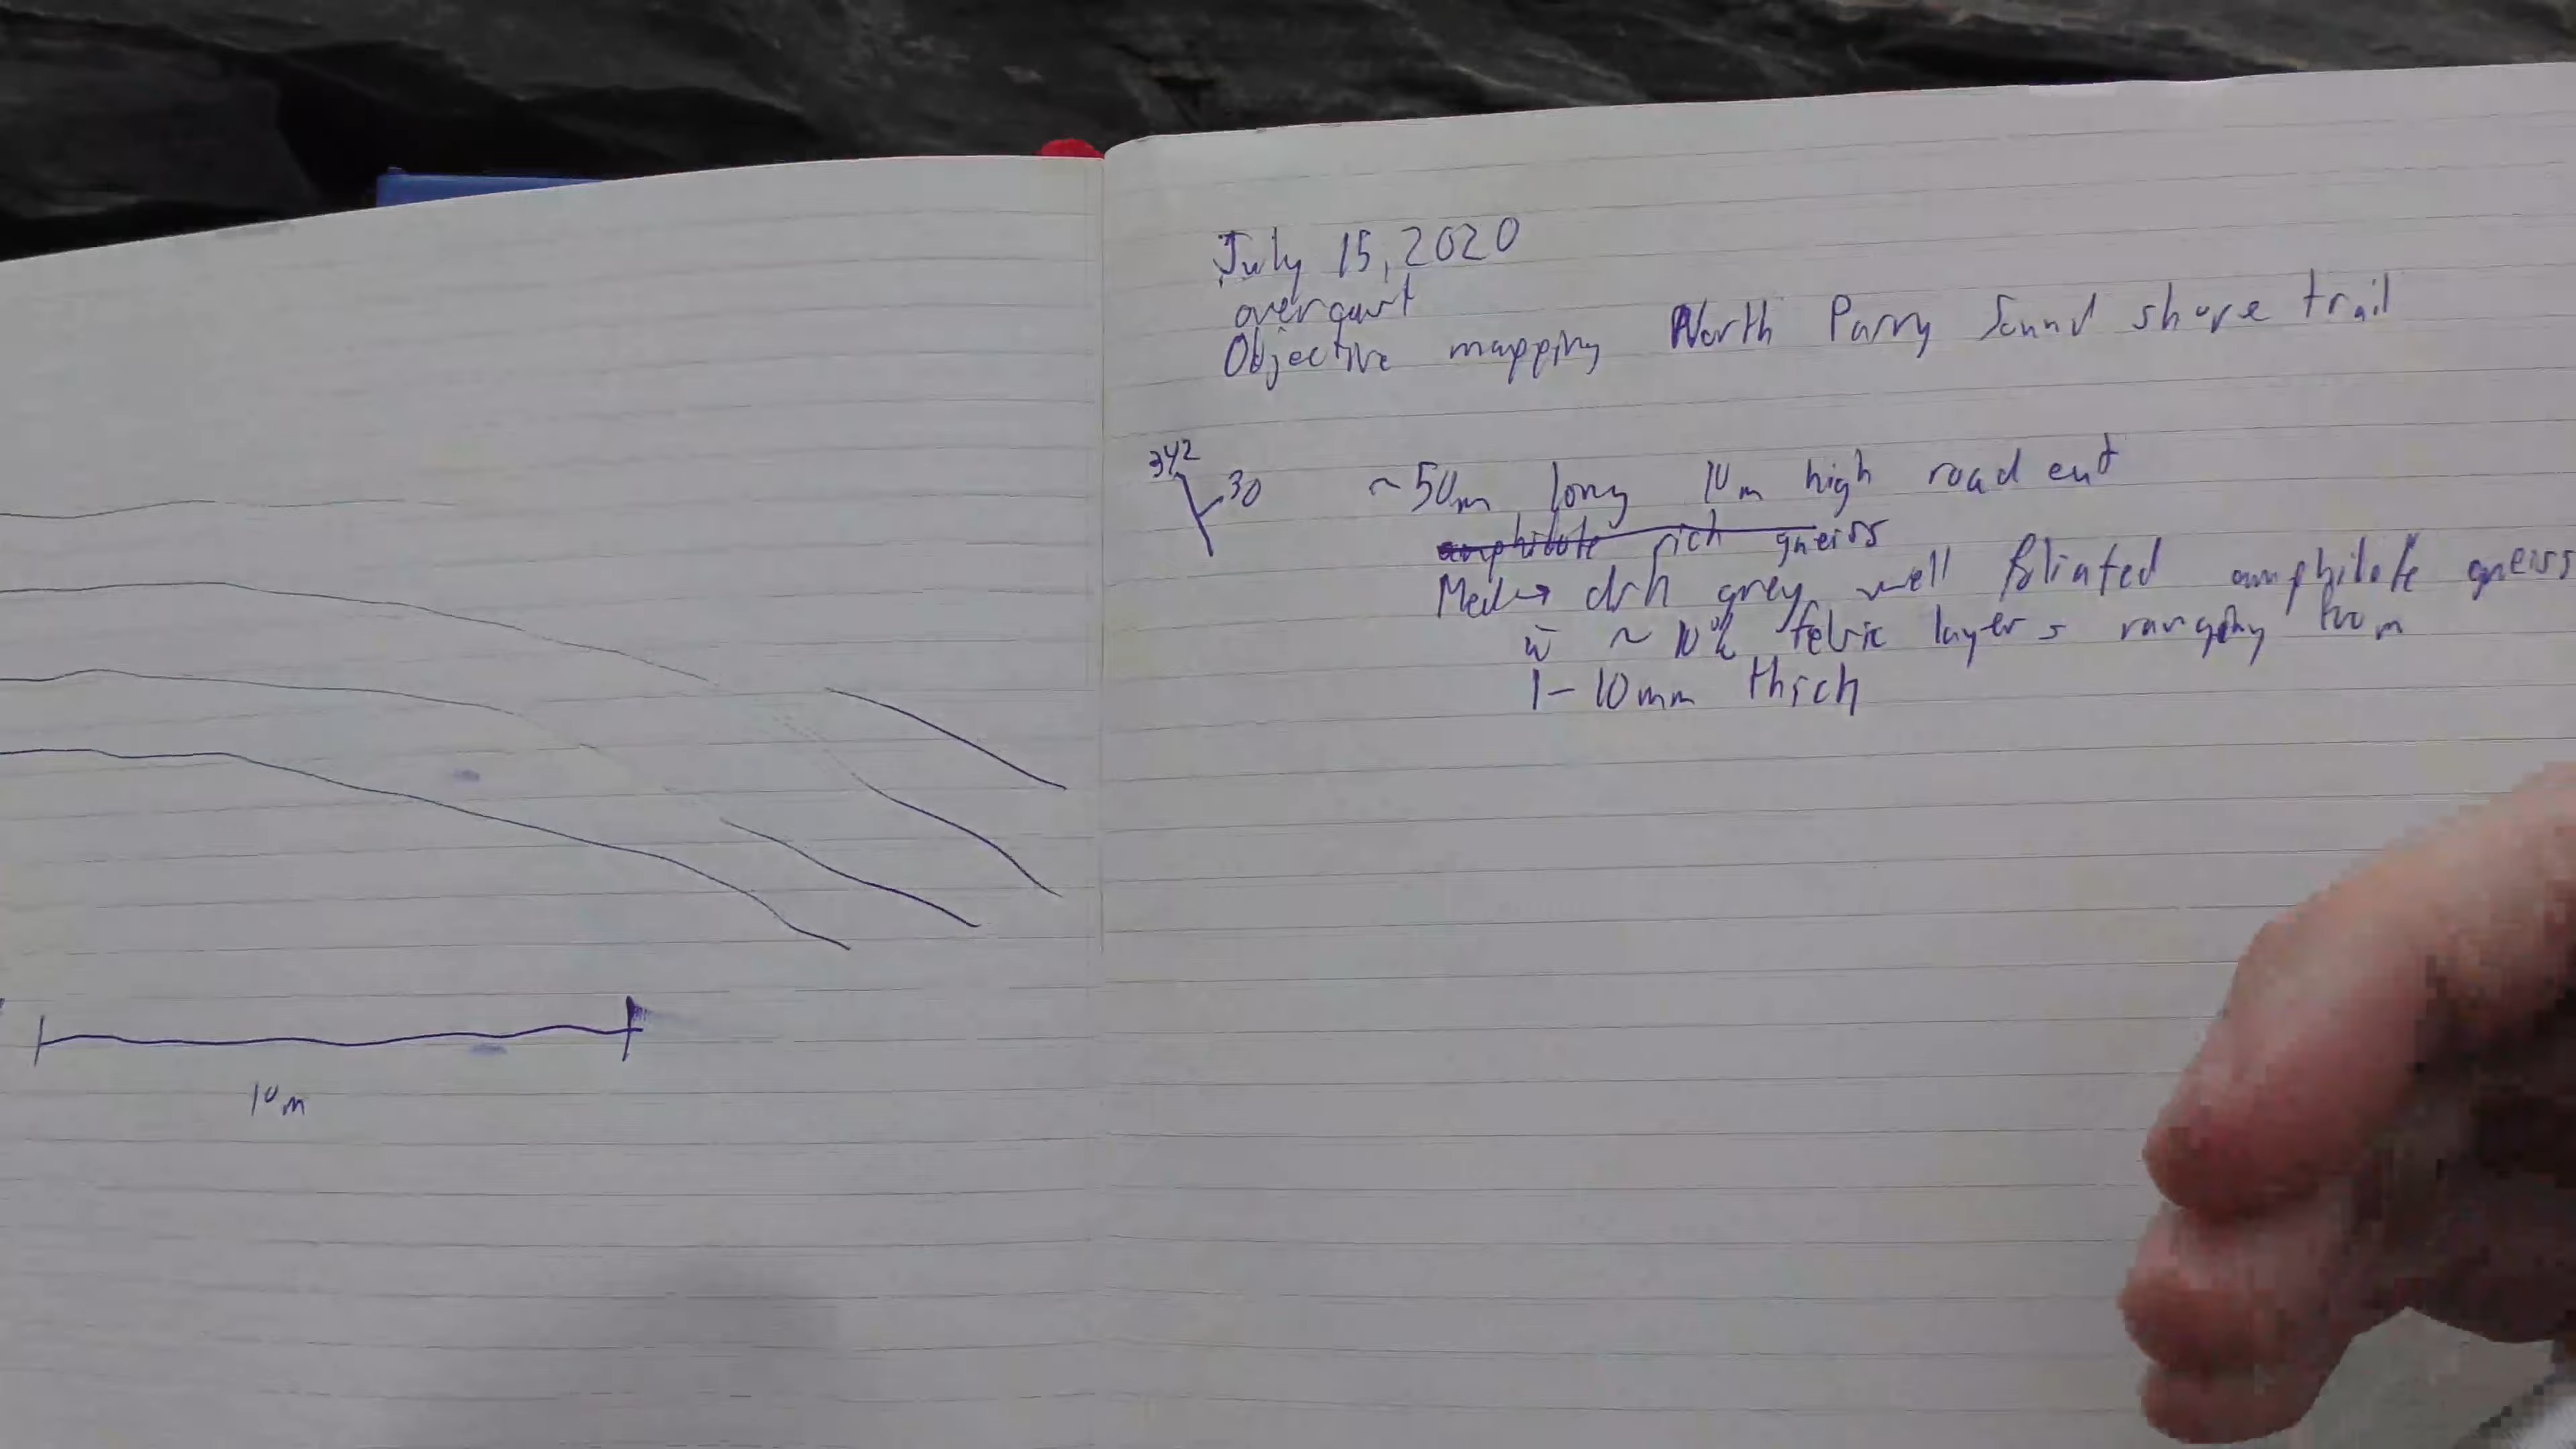 July 15, 2020
overcast
Objective mapping North Parry Sound shore trail
342
30
~50m long 10m high road cut
amphibole rich gneiss
Med→ drk grey well foliated amphibole gneiss
w̄ ~10% felsic layers ranging from
1-10mm thick
10m